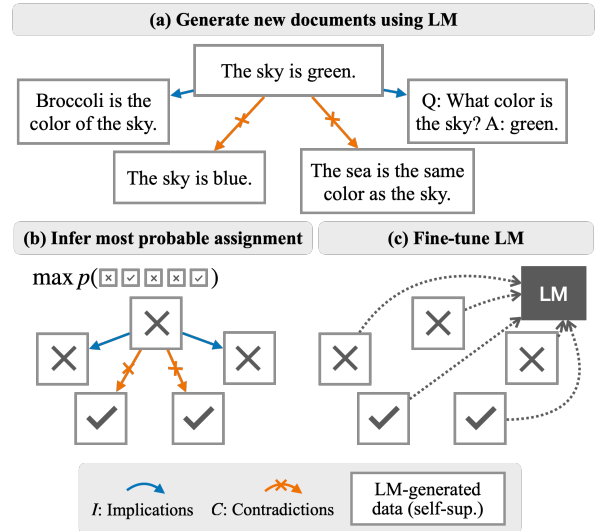 (a) Generate new documents using LM
The sky is green.
Broccoli is the
color of the sky.
Q: What color is
the sky? A: green.
The sky is blue.
The sea is the same
color as the sky.
(b) Infer most probable assignment
max p( )
(c) Fine-tune LM
LM
I: Implications
C: Contradictions
LM-generated
data (self-sup.)